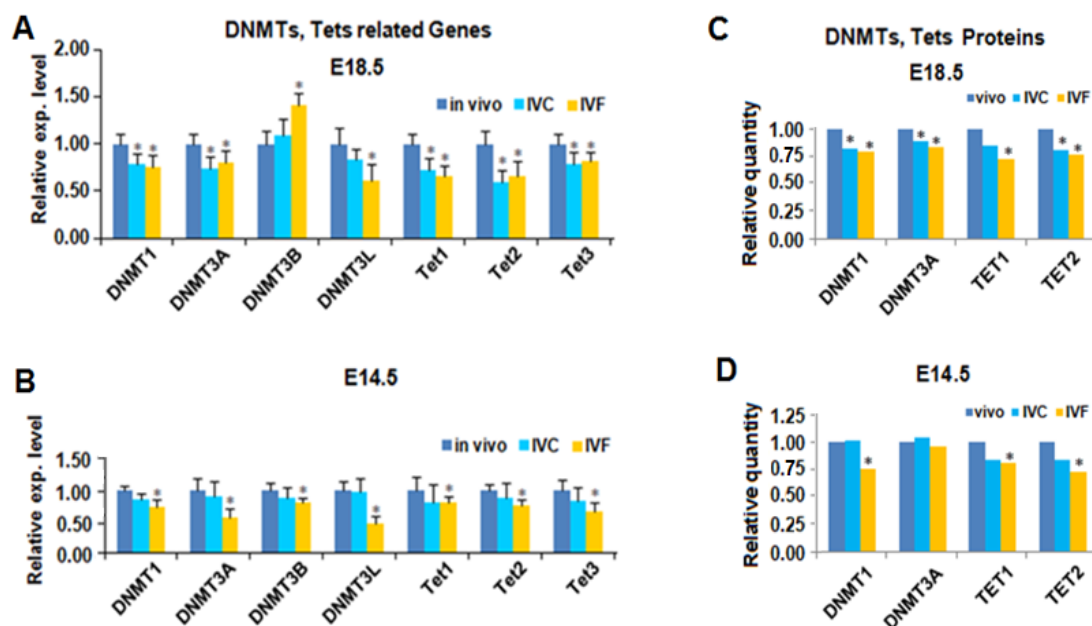 A
DNMTs, Tets related Genes
E18.5
in vivo IVC IVF
Relative exp. level
2.00
1.50
1.00
0.50
0.00
* * * * * * * * * * * * *
DNMT1 DNMT3A DNMT3B DNMT3L Tet1 Tet2 Tet3
B
E14.5
in vivo IVC IVF
Relative exp. level
1.50
1.00
0.50
0.00
* * * * * * *
DNMT1 DNMT3A DNMT3B DNMT3L Tet1 Tet2 Tet3
C
DNMTs, Tets Proteins
E18.5
vivo IVC IVF
Relative quantity
1.00
0.75
0.50
0.25
0.00
* * * * * * *
DNMT1 DNMT3A TET1 TET2
D
E14.5
vivo IVC IVF
Relative quantity
1.25
1.00
0.75
0.50
0.25
0.00
* * *
DNMT1 DNMT3A TET1 TET2